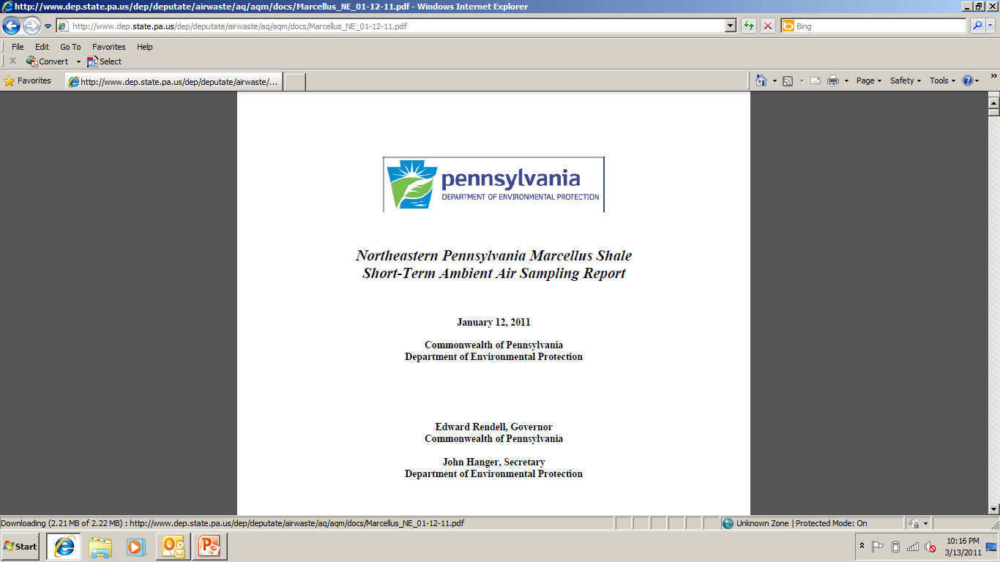 http://www.dep.state.pa.us/dep/deputate/airwaste/aq/aqm/docs/Marcellus_NE_01-12-11.pdf - Windows Internet Explorer
http://www.dep.state.pa.us/dep/deputate/airwaste/aq/aqm/docs/Marcellus_NE_01-12-11.pdf
Bing
File Edit Go To Favorites Help
Convert Select
Favorites
http://www.dep.state.pa.us/dep/deputate/airwaste/...
Page Safety Tools
pennsylvania
DEPARTMENT OF ENVIRONMENTAL PROTECTION
Northeastern Pennsylvania Marcellus Shale
Short-Term Ambient Air Sampling Report
January 12, 2011
Commonwealth of Pennsylvania
Department of Environmental Protection
Edward Rendell, Governor
Commonwealth of Pennsylvania
John Hanger, Secretary
Department of Environmental Protection
Downloading (2.21 MB of 2.22 MB) : http://www.dep.state.pa.us/dep/deputate/airwaste/aq/aqm/docs/Marcellus_NE_01-12-11.pdf
Unknown Zone | Protected Mode: On
Start
10:16 PM
3/13/2011